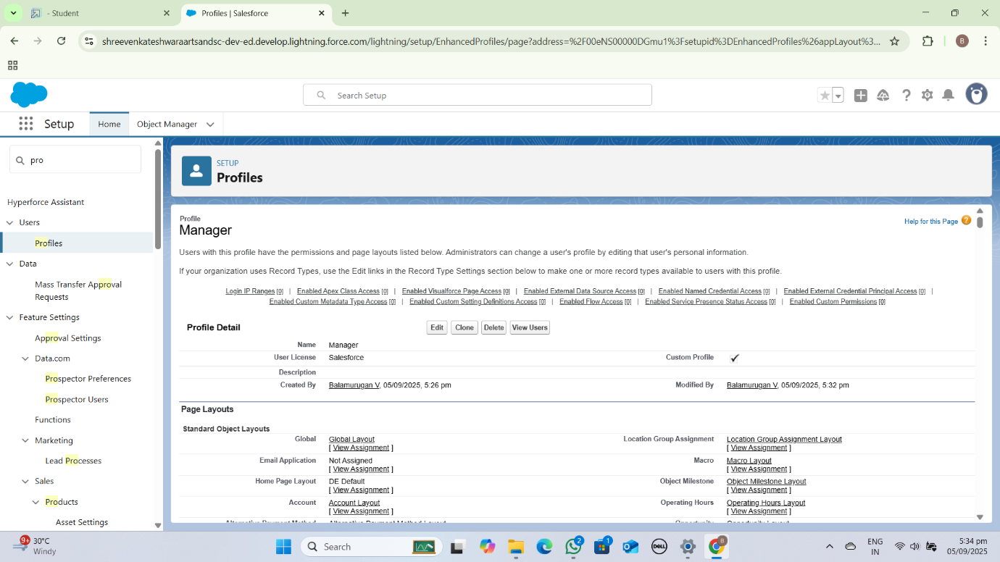 - Student
Profiles | Salesforce
shreevenkateshwaraartsandsc-dev-ed.develop.lightning.force.com/lightning/setup/EnhancedProfiles/page?address=%2F00eNS00000DGmu1%3Fsetupid%3DEnhancedProfiles%26appLayout%3...
B
Search Setup
Setup
Home
Object Manager
pro
Hyperforce Assistant
Users
Profiles
Data
Mass Transfer Approval
Requests
Feature Settings
Approval Settings
Data.com
Prospector Preferences
Prospector Users
Functions
Marketing
Lead Processes
Sales
Products
Asset Settings
SETUP
Profiles
Profile
Manager
Help for this Page ?
Users with this profile have the permissions and page layouts listed below. Administrators can change a user's profile by editing that user's personal information.
If your organization uses Record Types, use the Edit links in the Record Type Settings section below to make one or more record types available to users with this profile.
Login IP Ranges [0] | Enabled Apex Class Access [0] | Enabled Visualforce Page Access [0] | Enabled External Data Source Access [0] | Enabled Named Credential Access [0] | Enabled External Credential Principal Access [0] |
Enabled Custom Metadata Type Access [0] | Enabled Custom Setting Definitions Access [0] | Enabled Flow Access [0] | Enabled Service Presence Status Access [0] | Enabled Custom Permissions [0]
Profile Detail Edit Clone Delete View Users
Name Manager
User License Salesforce Custom Profile
Description
Created By Balamurugan V, 05/09/2025, 5:26 pm Modified By Balamurugan V, 05/09/2025, 5:32 pm
Page Layouts
Standard Object Layouts
Global Global Layout Location Group Assignment Location Group Assignment Layout
[ View Assignment ] [ View Assignment ]
Email Application Not Assigned Macro Macro Layout
[ View Assignment ] [ View Assignment ]
Home Page Layout DE Default Object Milestone Object Milestone Layout
[ View Assignment ] [ View Assignment ]
Account Account Layout Operating Hours Operating Hours Layout
[ View Assignment ] [ View Assignment ]
Alternative Payment Method Alternative Payment Method Layout Opportunity Opportunity Layout
9+
30°C
Windy
Search
2
1
DELL
B
ENG
IN
5:34 pm
05/09/2025